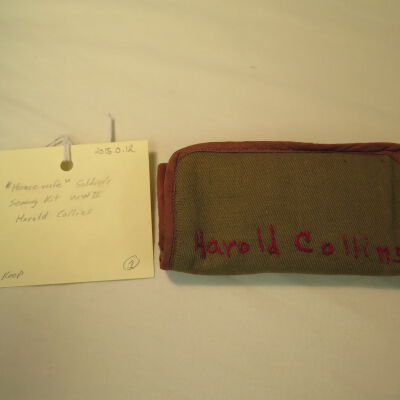 2015.0.12
"Housewife" Soldier's
Sewing Kit WWII
Harold Collins
Keep
2
Harold Collins